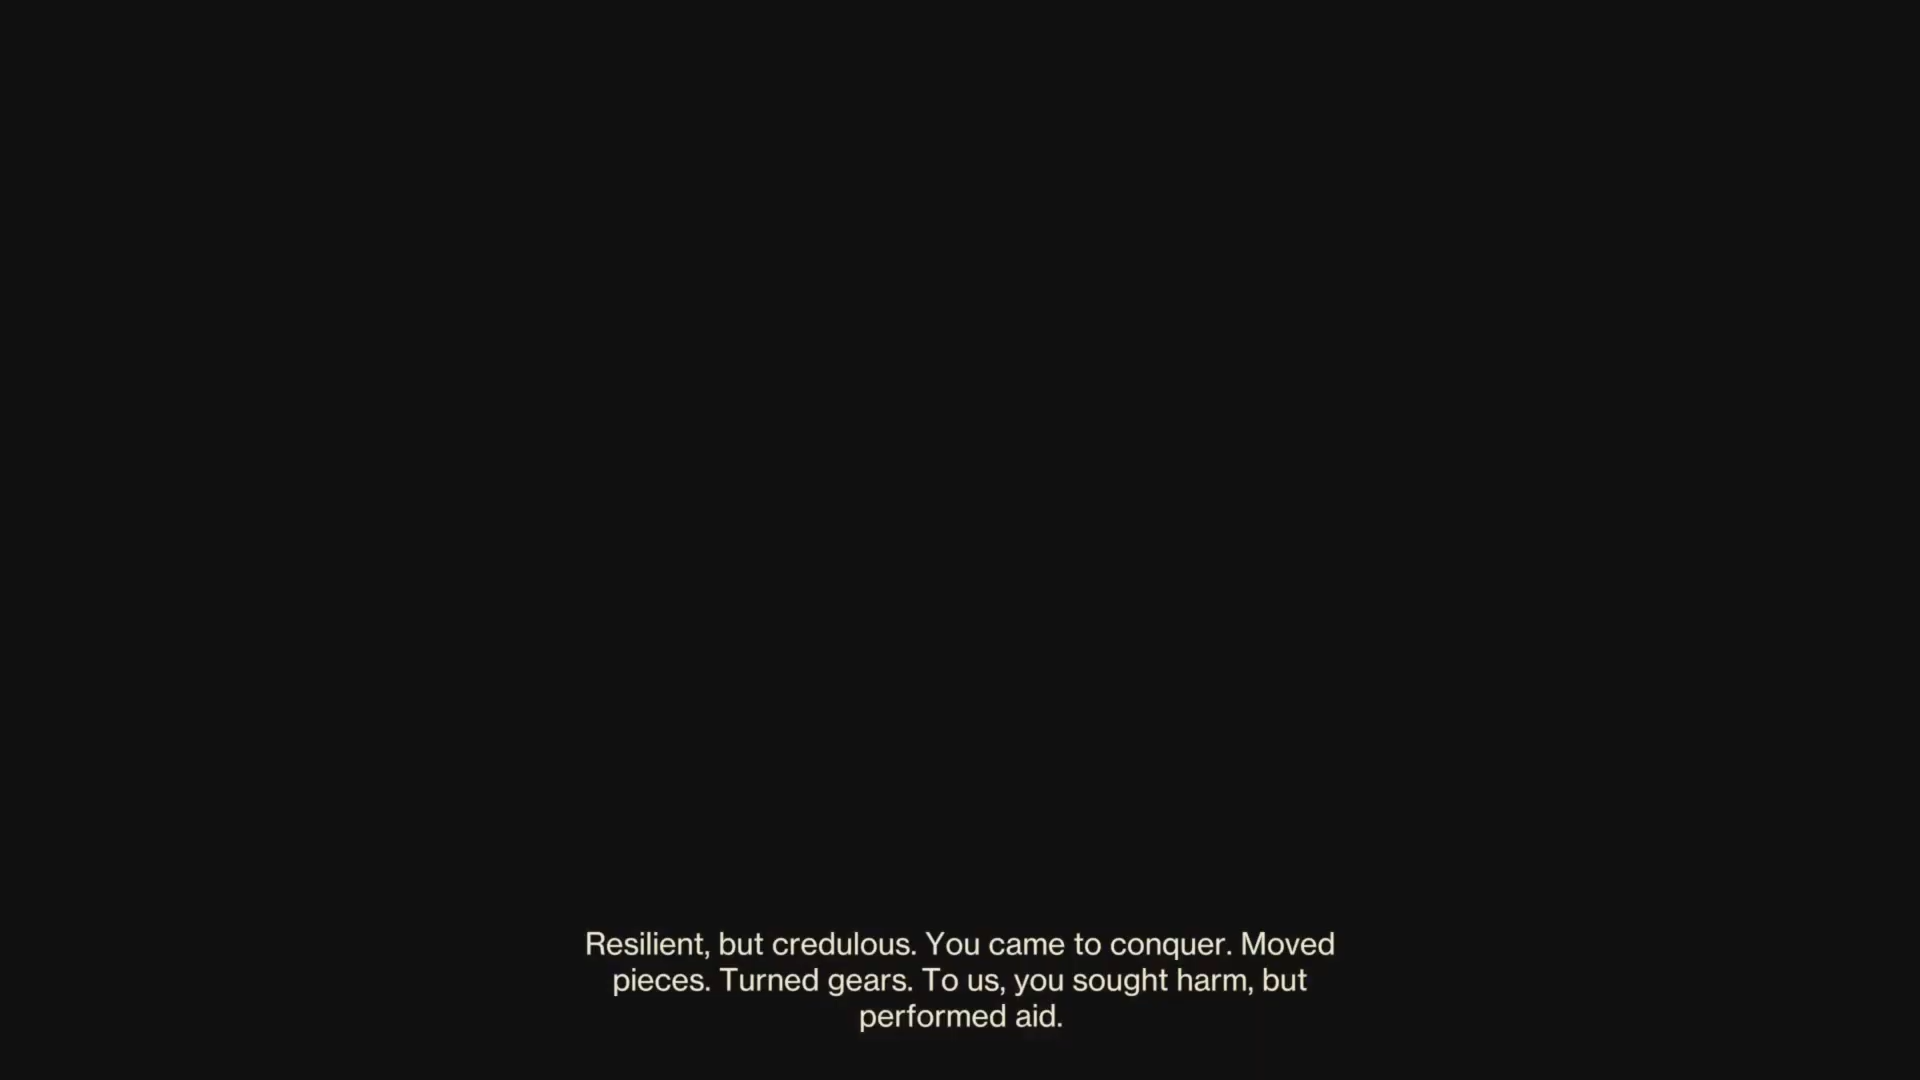 Resilient, but credulous. You came to conquer. Moved
pieces. Turned gears. To us, you sought harm, but
performed aid.